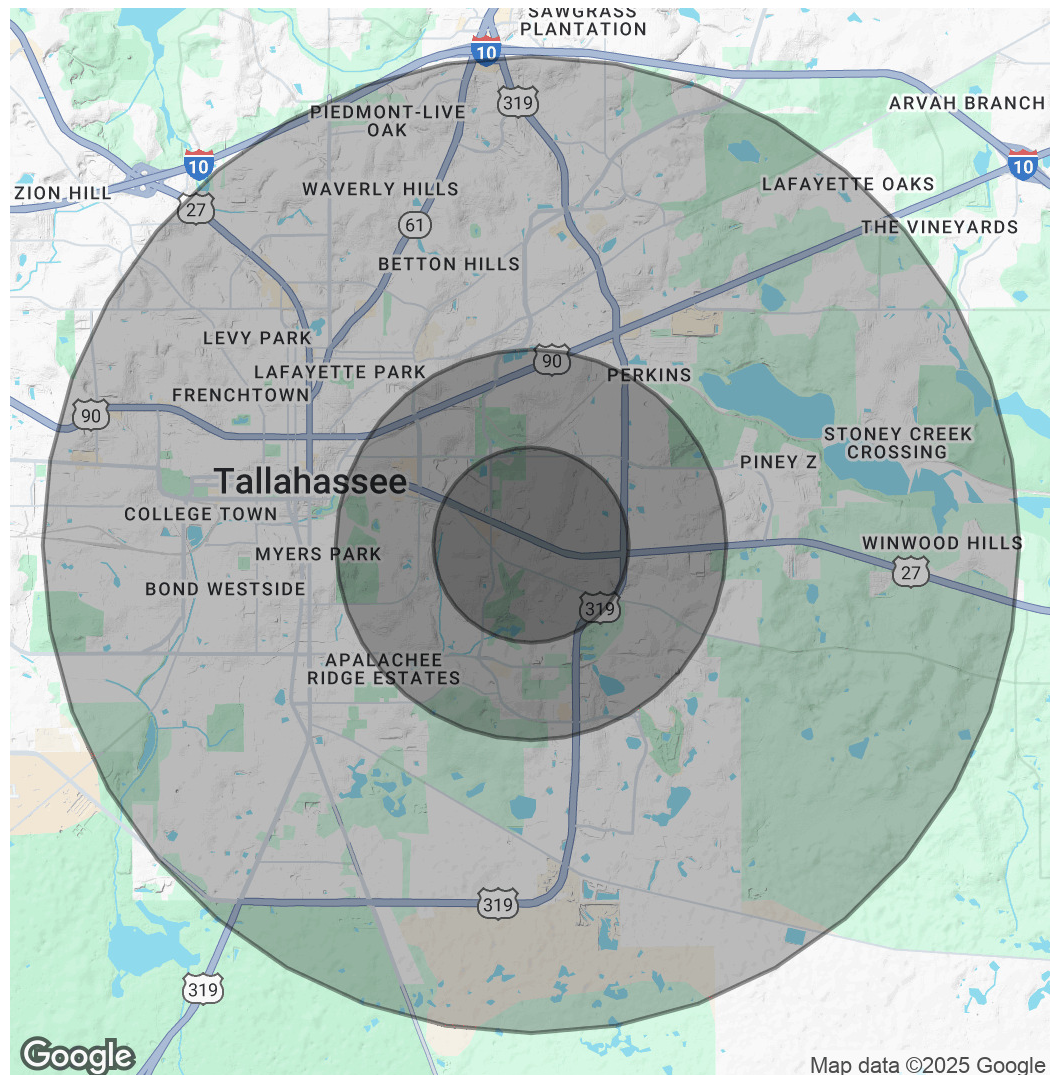 SAWGRASS
PLANTATION
10
319
ARVAH BRANCH
PIEDMONT-LIVE
OAK
10
10
ZION HILL
WAVERLY HILLS
LAFAYETTE OAKS
27
61
THE VINEYARDS
BETTON HILLS
LEVY PARK
90
LAFAYETTE PARK
PERKINS
FRENCHTOWN
90
STONEY CREEK
CROSSING
PINEY Z
Tallahassee
COLLEGE TOWN
WINWOOD HILLS
MYERS PARK
27
BOND WESTSIDE
319
APALACHEE
RIDGE ESTATES
319
319
Google
Map data ©2025 Google